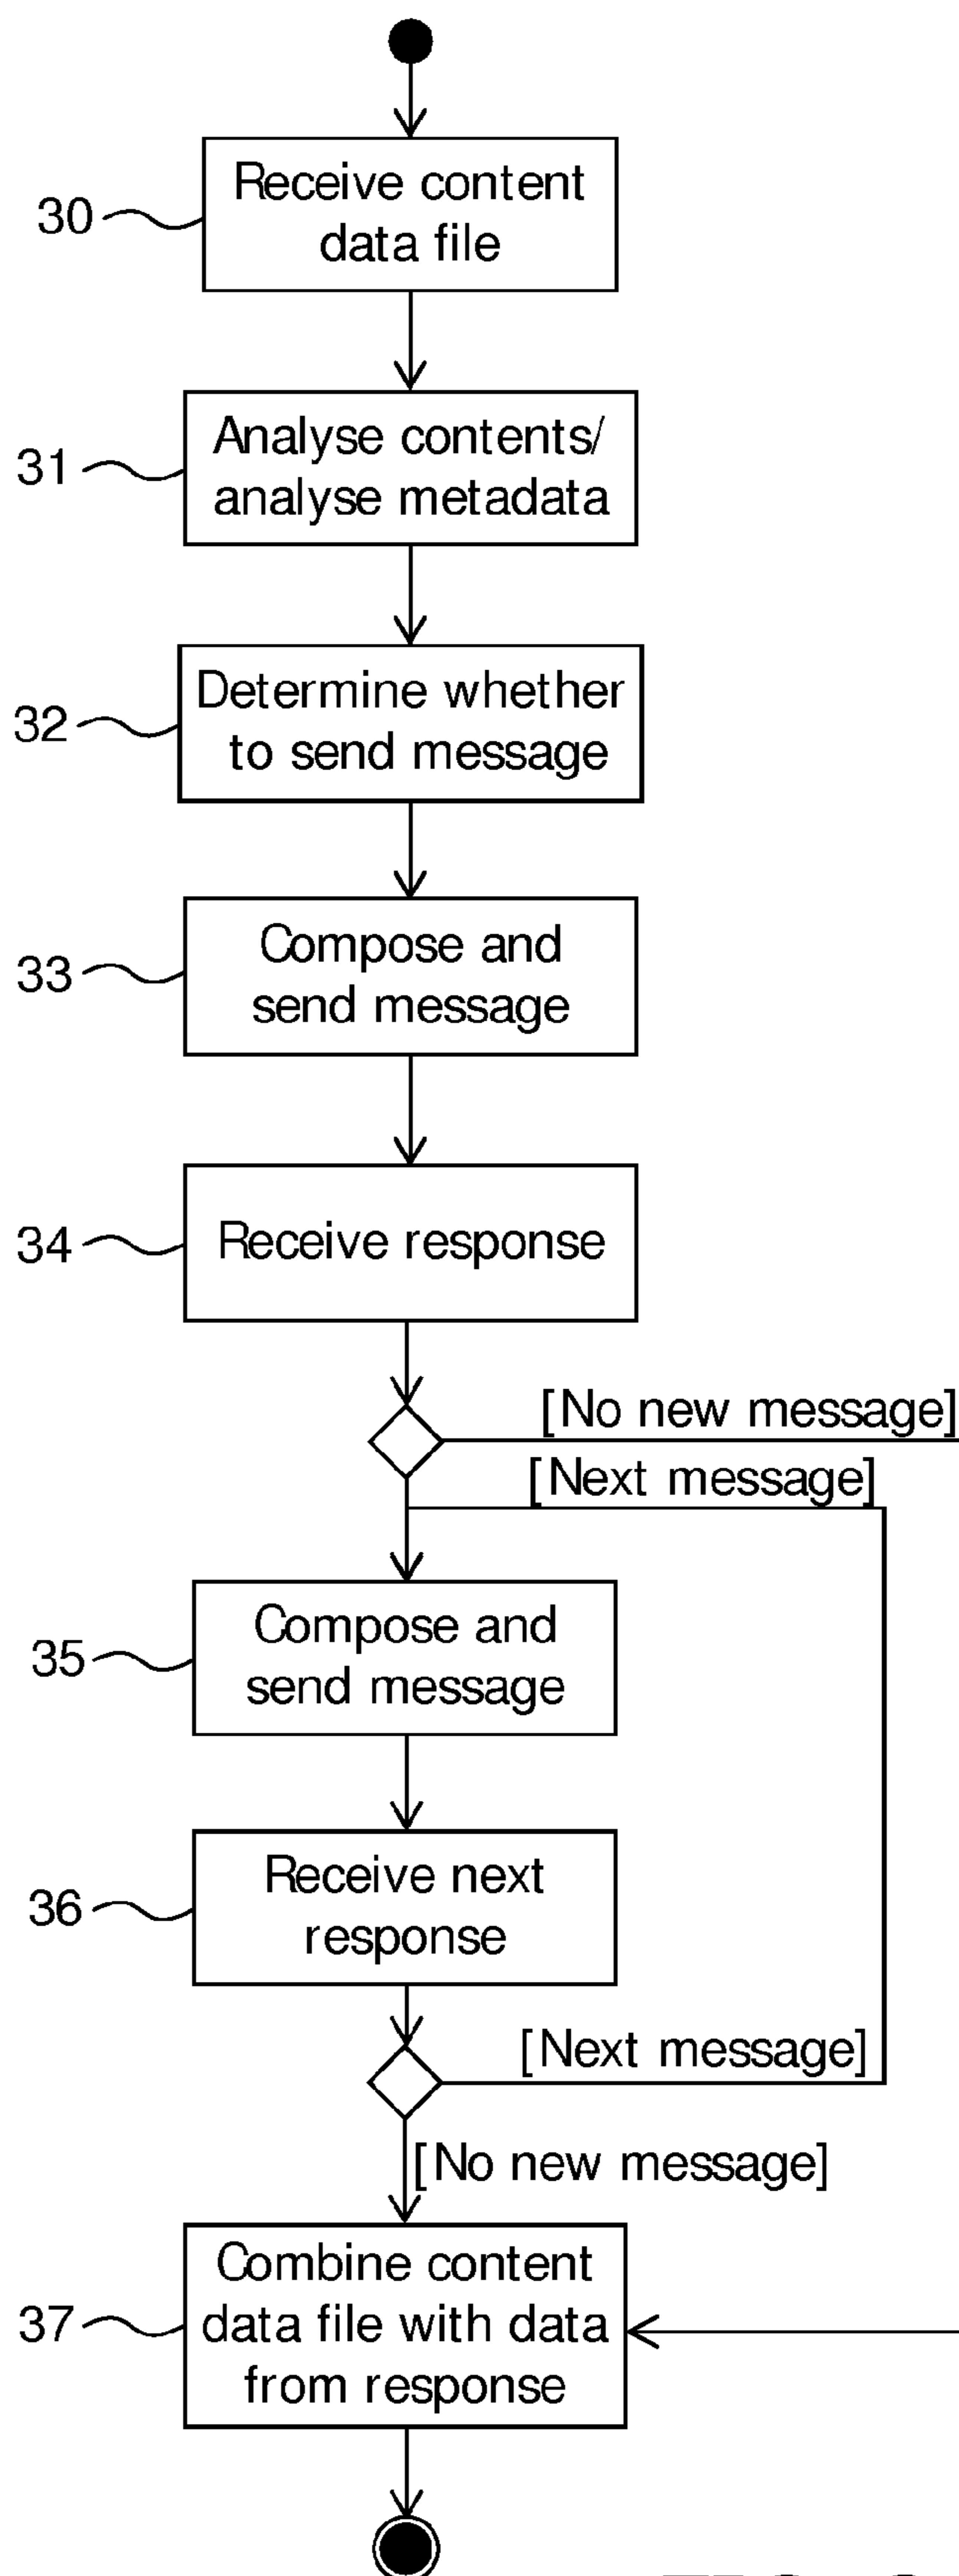 30
Receive content
data file
31
Analyse contents/
analyse metadata
32
Determine whether
to send message
33
Compose and
send message
34
Receive response
[No new message]
[Next message]
35
Compose and
send message
36
Receive next
response
[Next message]
[No new message]
37
Combine content
data file with data
from response